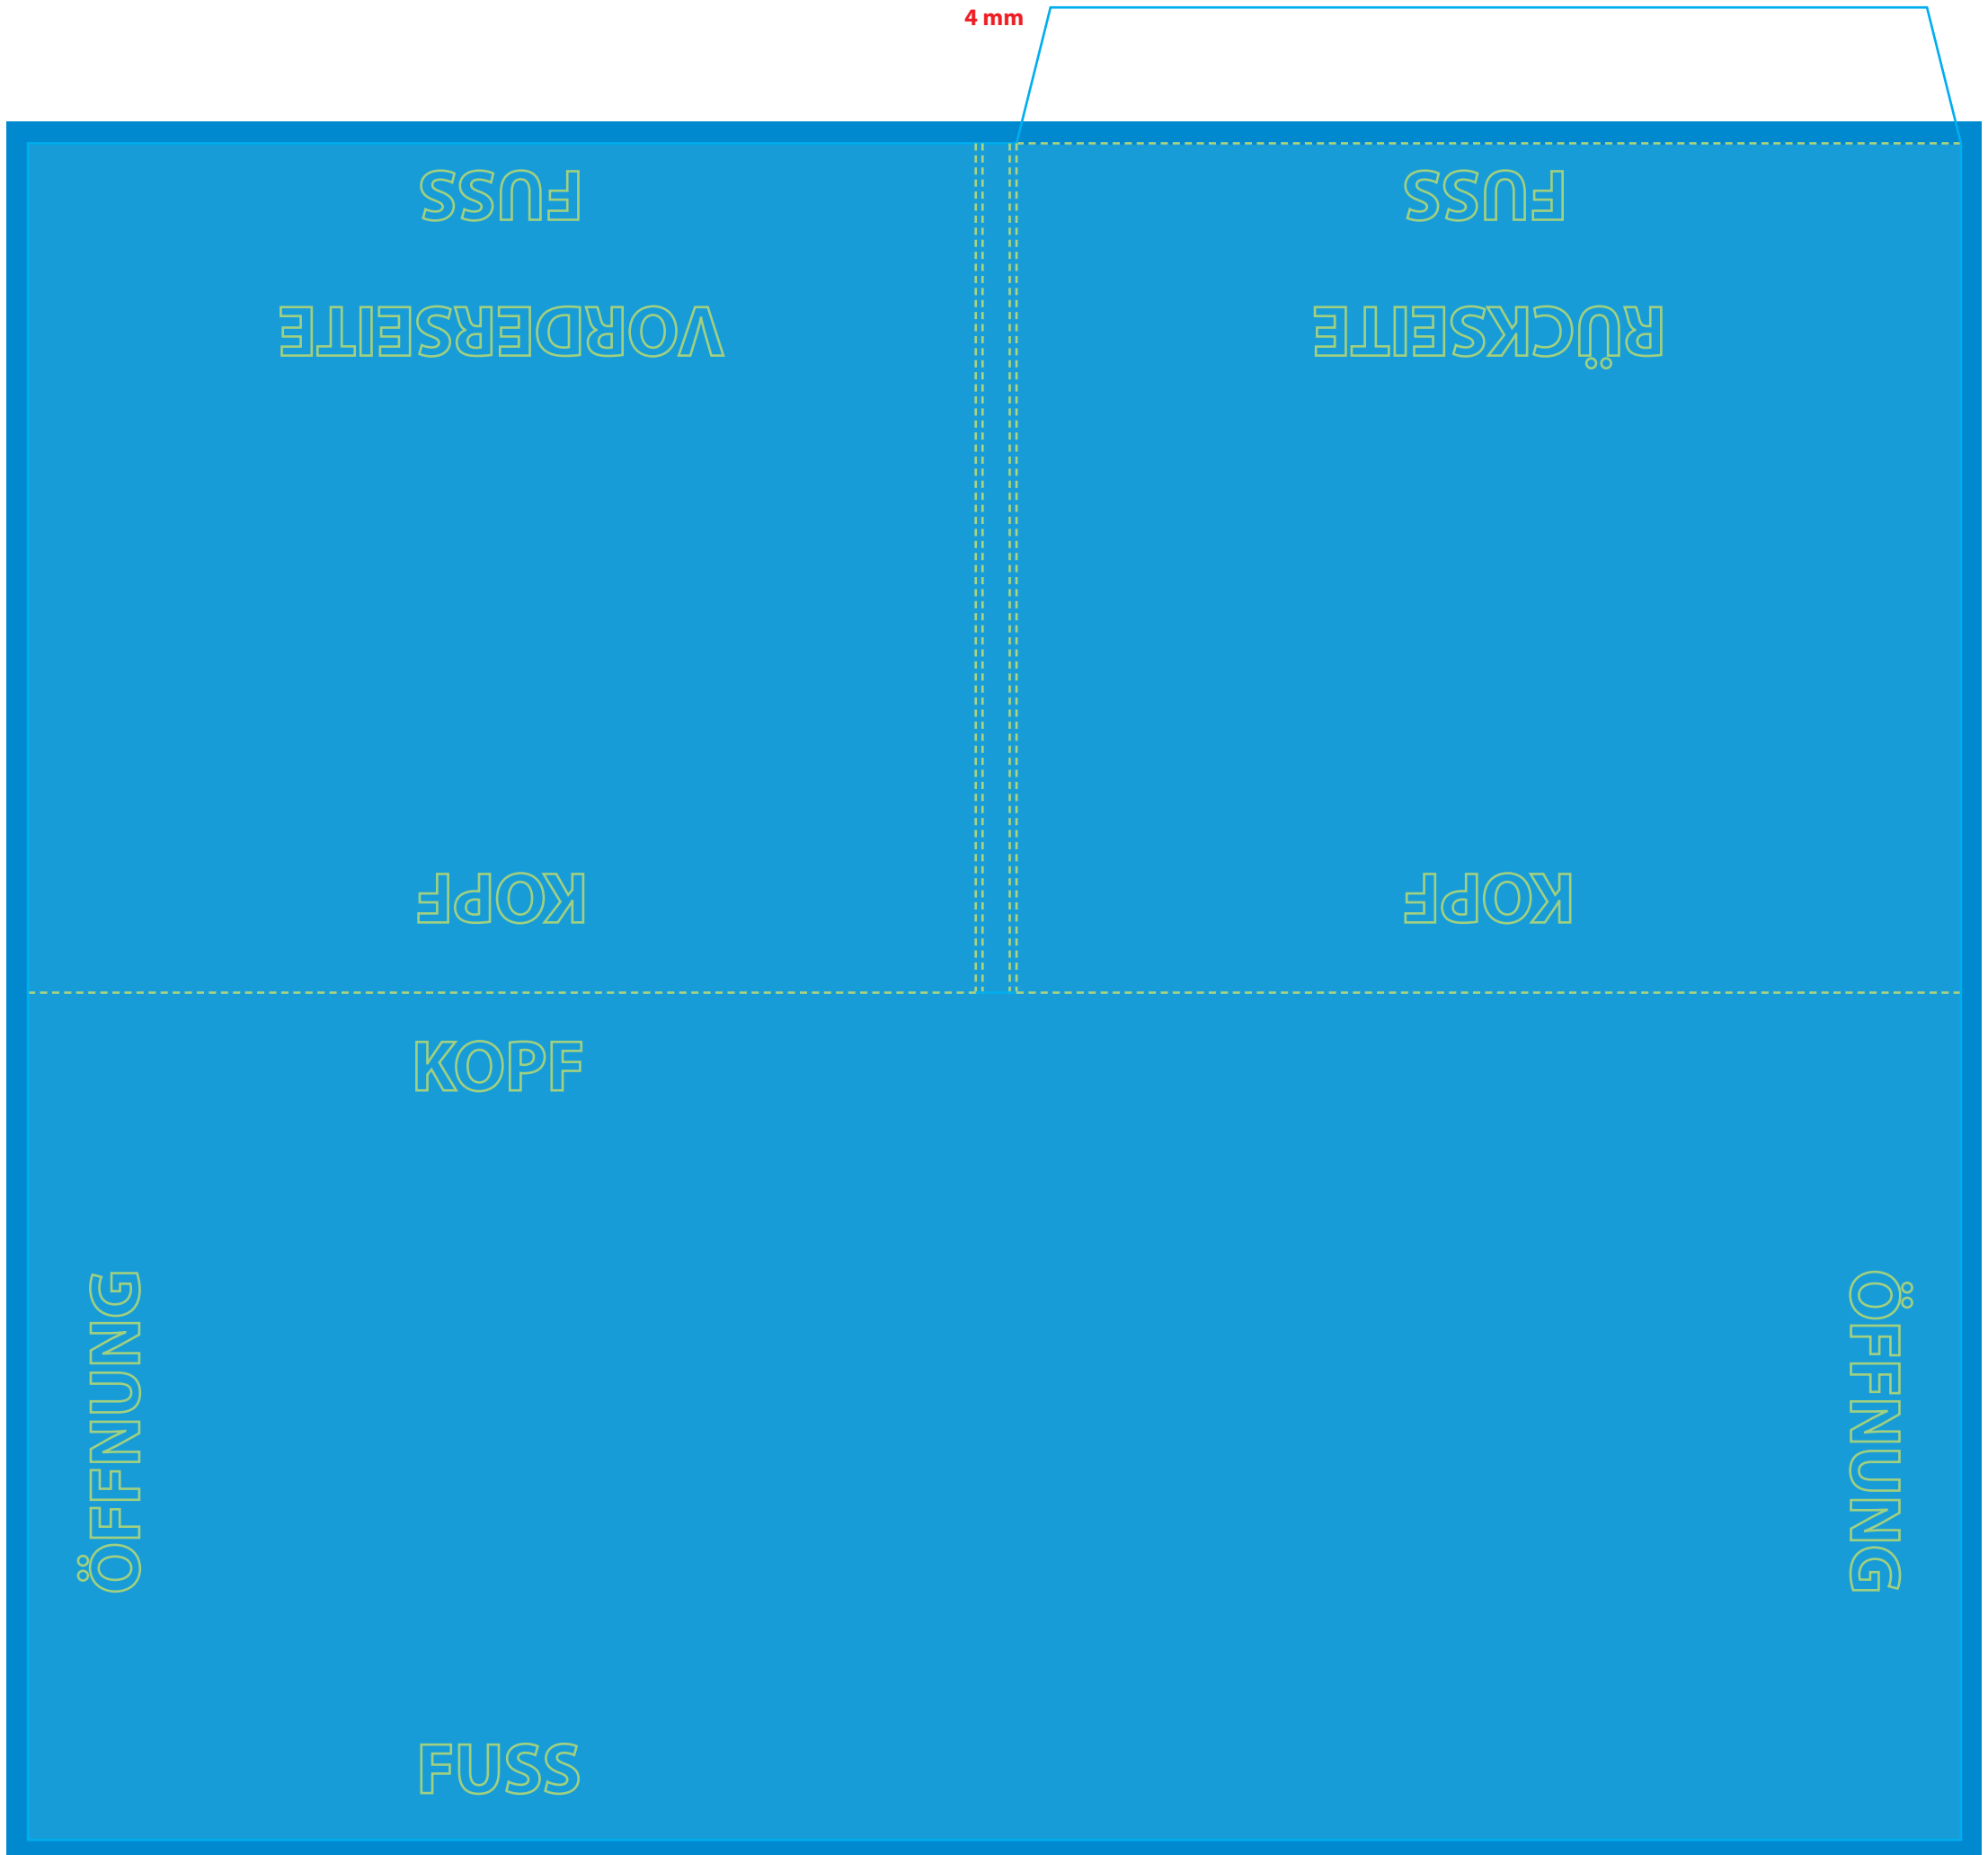 4 mm
FUSS
FUSS
VORDERSEITE
RÜCKSEITE
KOPF
KOPF
KOPF
ÖFFNUNG
ÖFFNUNG
FUSS